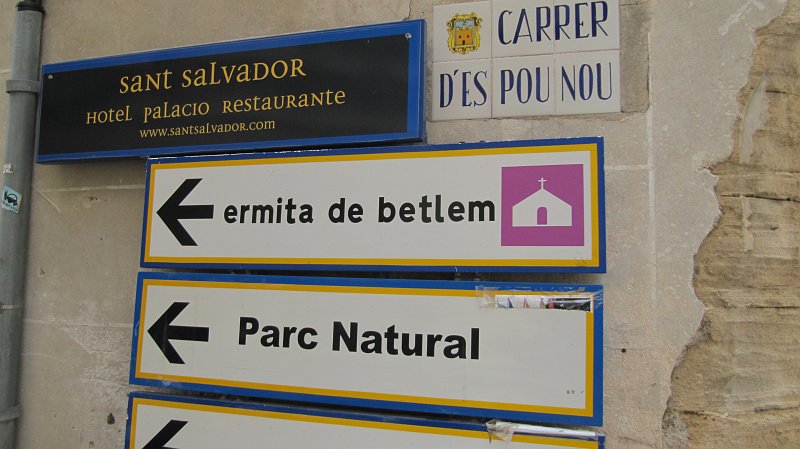 sant salvador
Hotel palacio restaurante
www.santsalvador.com
CARRER
D'ES POU NOU
ermita de betlem
Parc Natural